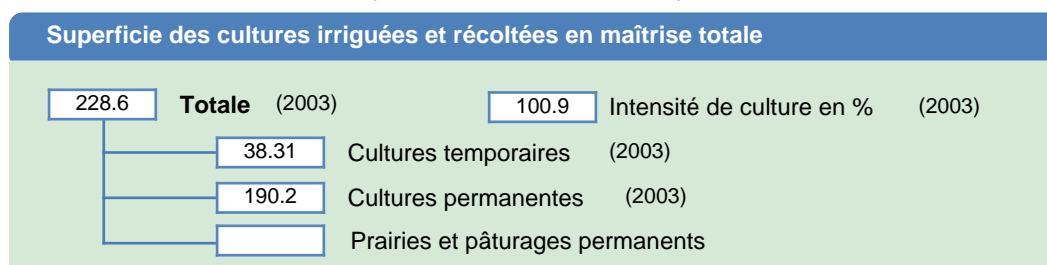 Superficie des cultures irriguées et récoltées en maîtrise totale
228.6 Totale (2003) 100.9 Intensité de culture en % (2003)
38.31 Cultures temporaires (2003)
190.2 Cultures permanentes (2003)
Prairies et pâturages permanents